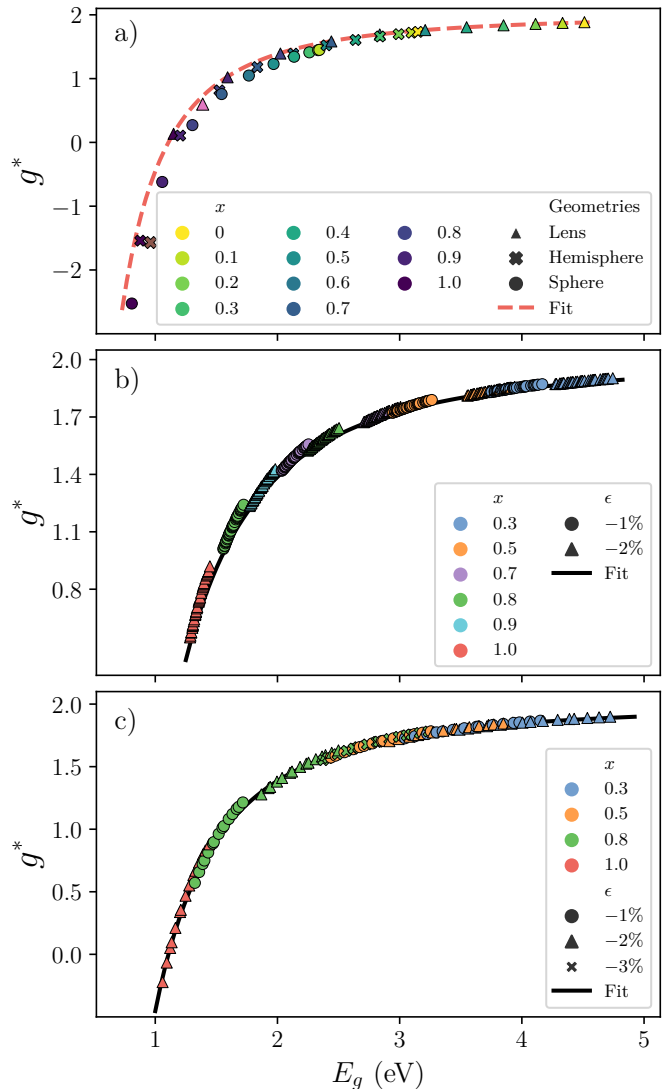 a)
2
1
0
−1
−2
g*
x
0
0.1
0.2
0.3
0.4
0.5
0.6
0.7
0.8
0.9
1.0
Geometries
Lens
Hemisphere
Sphere
Fit
b)
2.0
1.7
1.4
1.1
0.8
g*
x
0.3
0.5
0.7
0.8
0.9
1.0
ϵ
−1%
−2%
Fit
c)
2.0
1.5
1.0
0.5
0.0
g*
x
0.3
0.5
0.8
1.0
ϵ
−1%
−2%
−3%
Fit
1 2 3 4 5
E_g (eV)